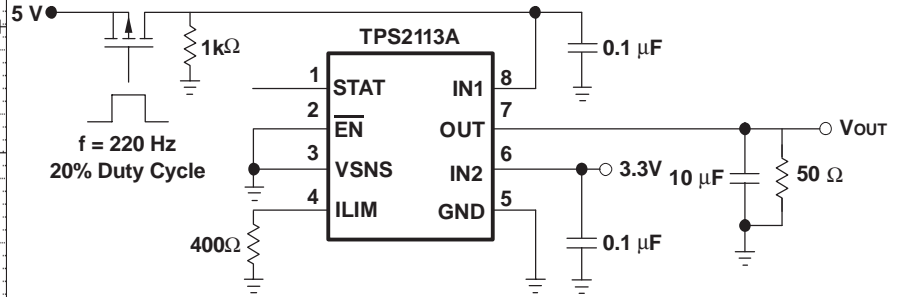 5 V
TPS2113A
1kΩ
0.1 μF
1
STAT
IN1
8
2
EN
OUT
7
VOUT
f = 220 Hz
20% Duty Cycle
3
VSNS
IN2
6
3.3V
10 μF
50 Ω
4
ILIM
GND
5
400Ω
0.1 μF